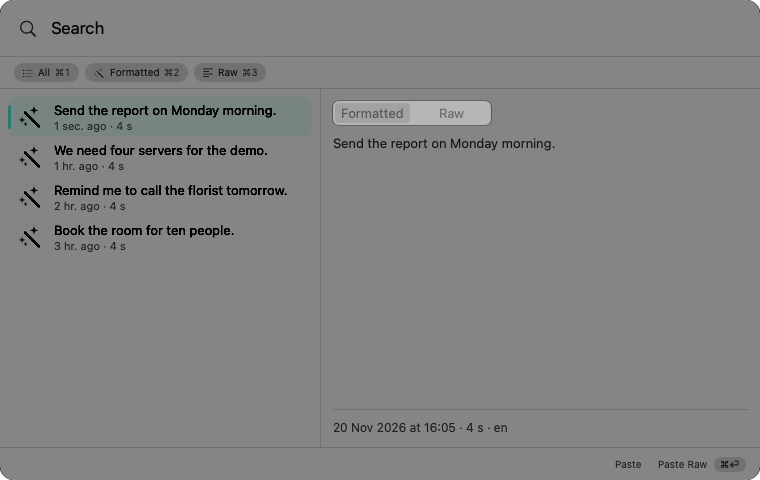 Search
All ⌘1 Formatted ⌘2 Raw ⌘3
Send the report on Monday morning.
1 sec. ago · 4 s
We need four servers for the demo.
1 hr. ago · 4 s
Remind me to call the florist tomorrow.
2 hr. ago · 4 s
Book the room for ten people.
3 hr. ago · 4 s
Formatted Raw
Send the report on Monday morning.
20 Nov 2026 at 16:05 · 4 s · en
Paste Paste Raw ⌘⏎